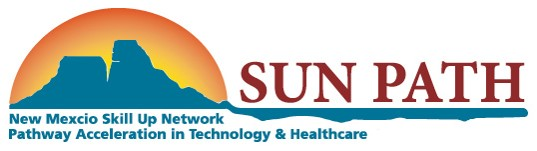 SUN PATH
New Mexcio Skill Up Network
Pathway Acceleration in Technology & Healthcare